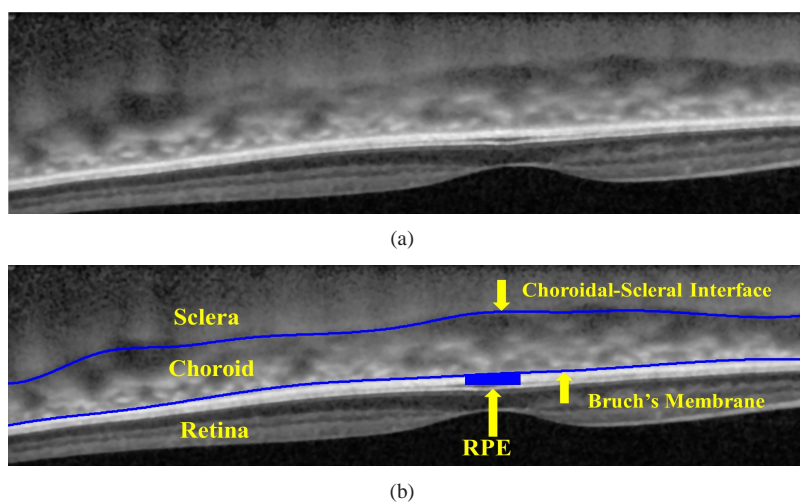 (a)
Choroidal-Scleral Interface
Sclera
Choroid
Bruch's Membrane
Retina
RPE
(b)